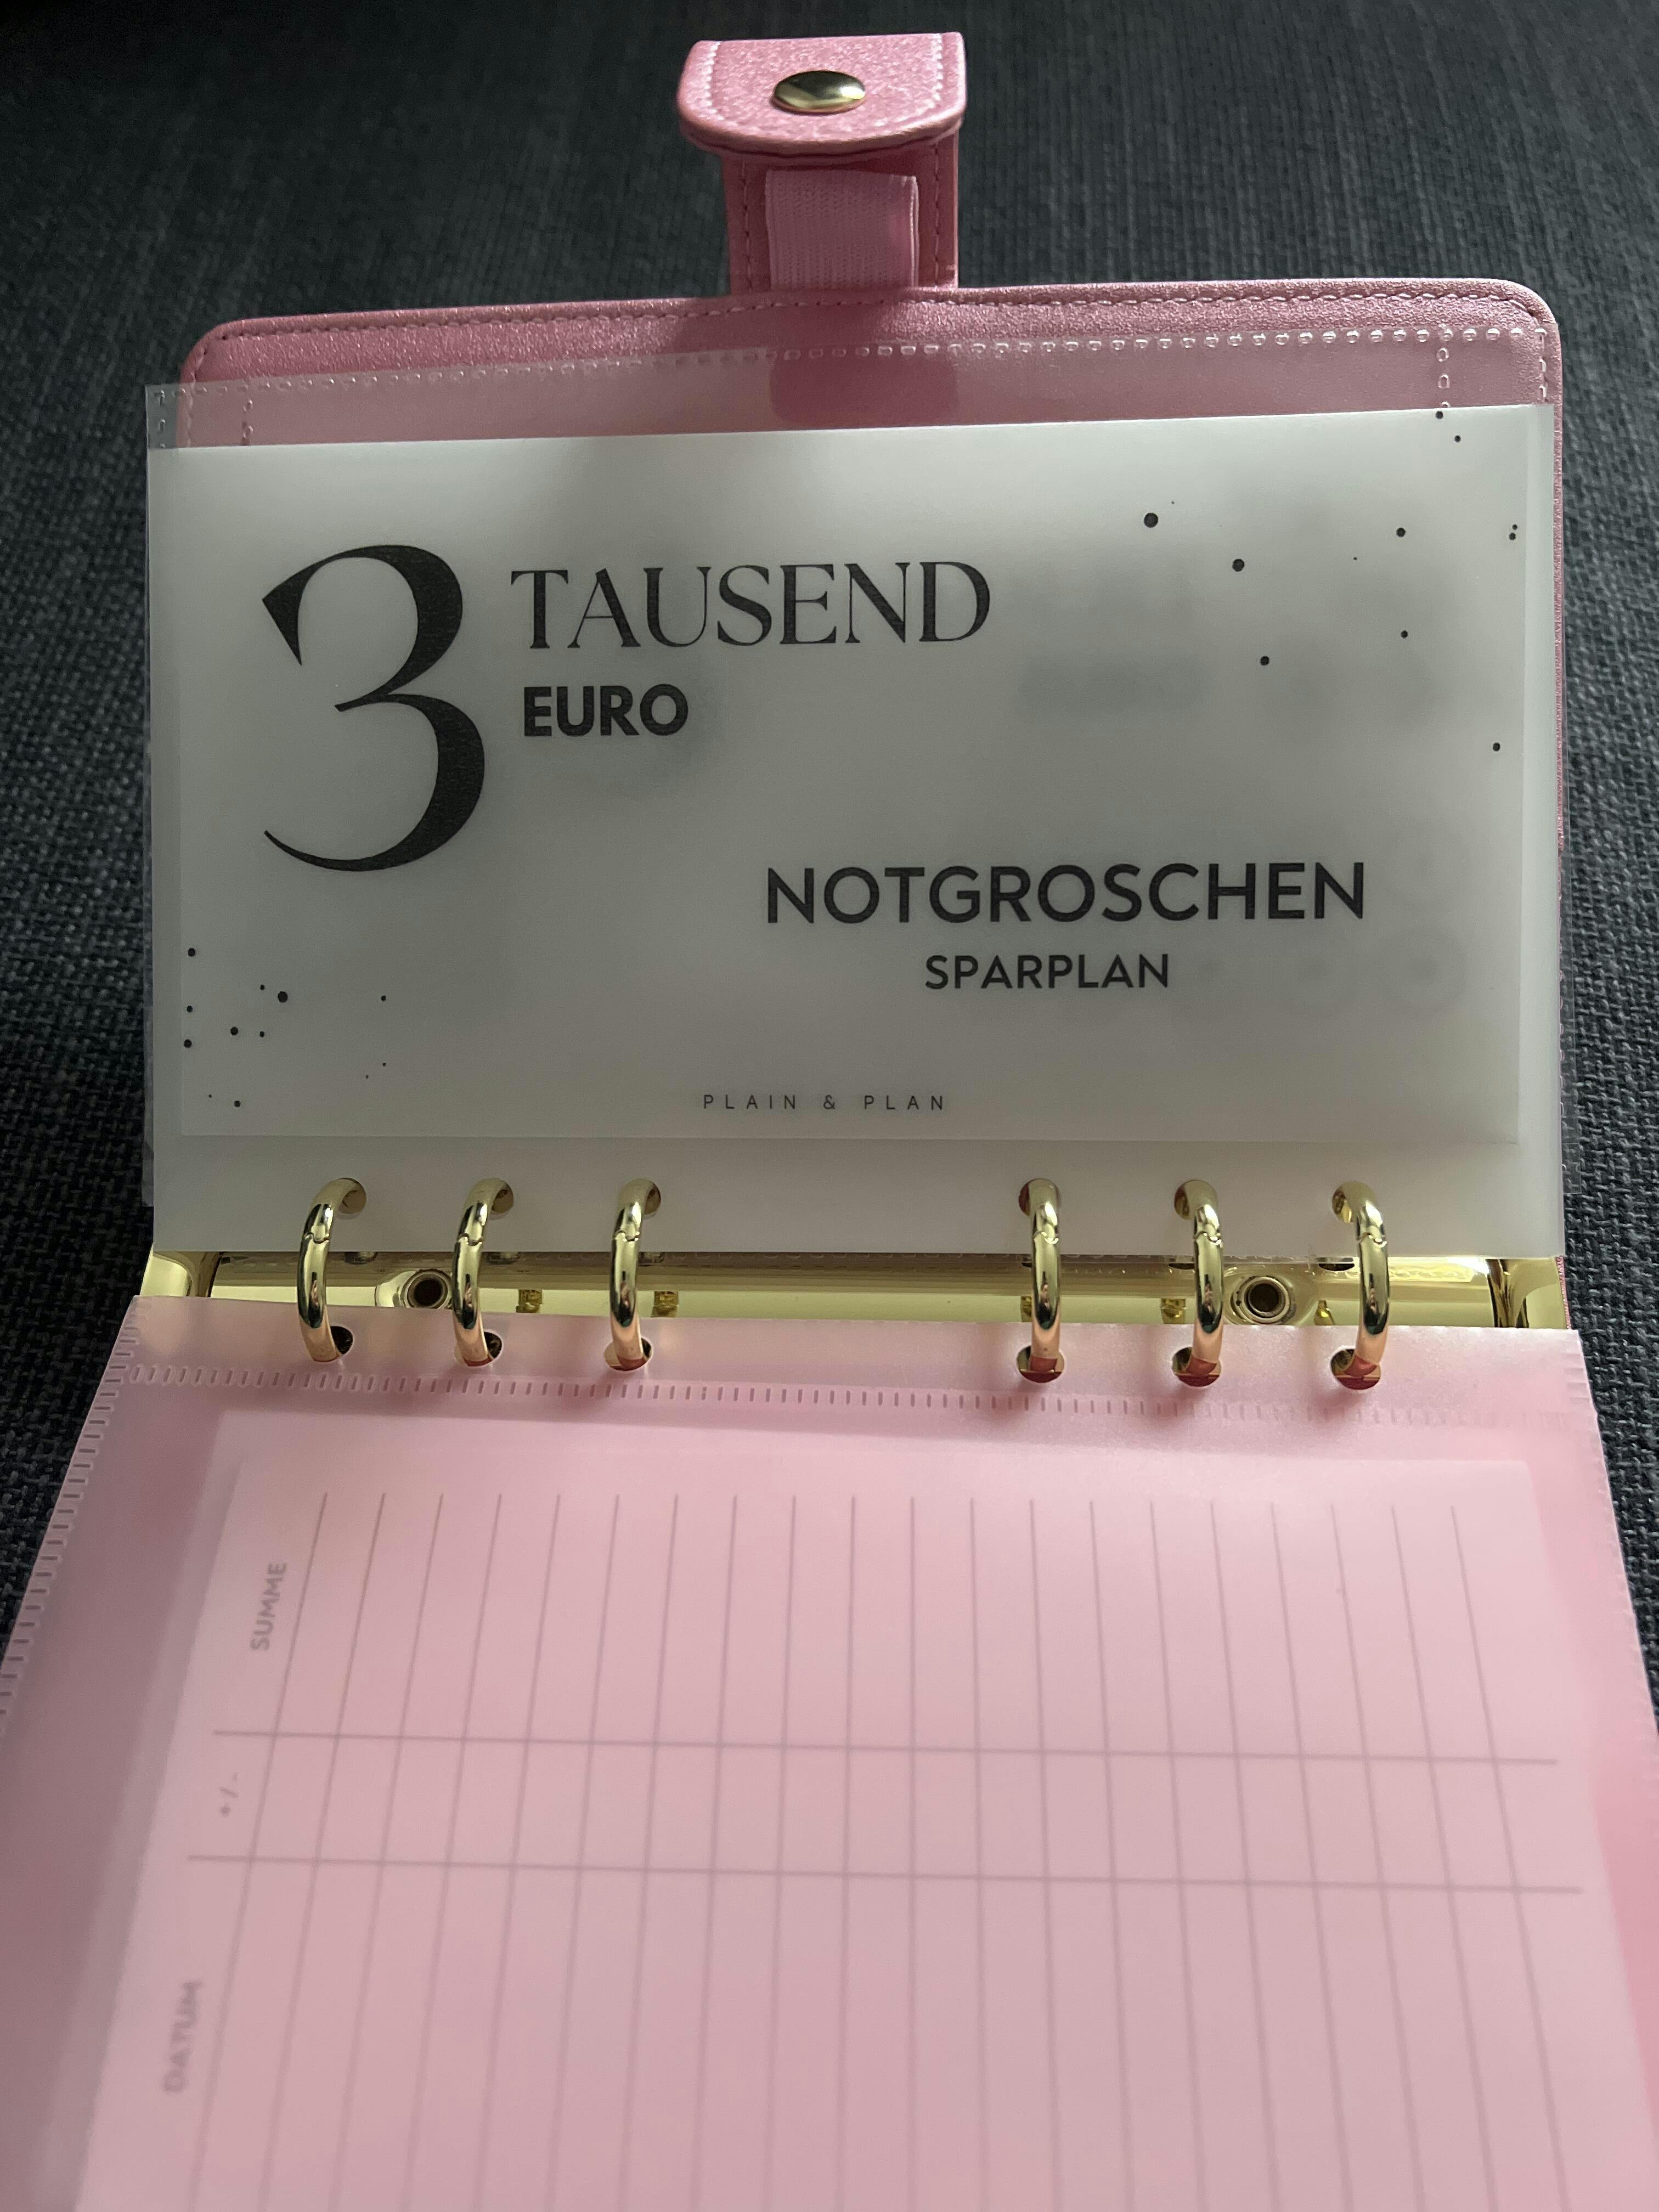 3 TAUSEND
EURO
NOTGROSCHEN
SPARPLAN
PLAIN & PLAN
SUMME
+/-
DATUM